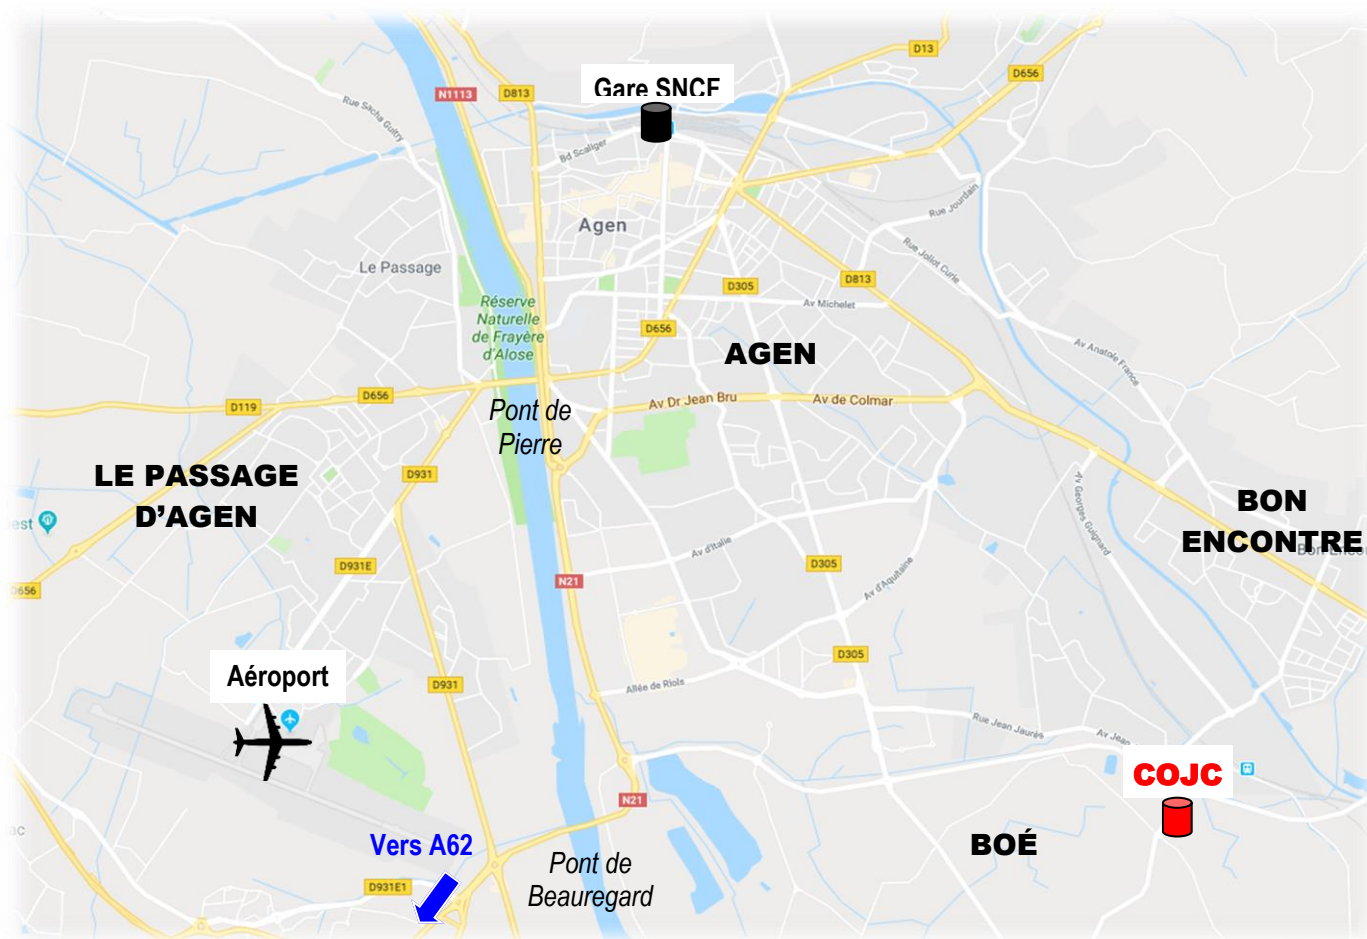 D13
Gare SNCF
D656
N1113
D813
Rue Sacha Guitry
Bd Scaliger
Rue Jourdain
Agen
Rue Joliot Curie
Le Passage
D813
D305
Réserve
Naturelle
de Frayère
d'Alose
Av Michelet
D656
AGEN
Av Anatole France
D656
D119
Av Dr Jean Bru
Av de Colmar
Pont de
Pierre
LE PASSAGE
D'AGEN
D931
Av Georges Guignard
BON
ENCONTRE
est
Av d'Italie
D931E
D305
N21
Av d'Aquitaine
D656
D305
Aéroport
D931
Allée de Riols
Rue Jean Jaurès
Av Jean
COJC
N21
Vers A62
BOÉ
Pont de
Beauregard
D931E1